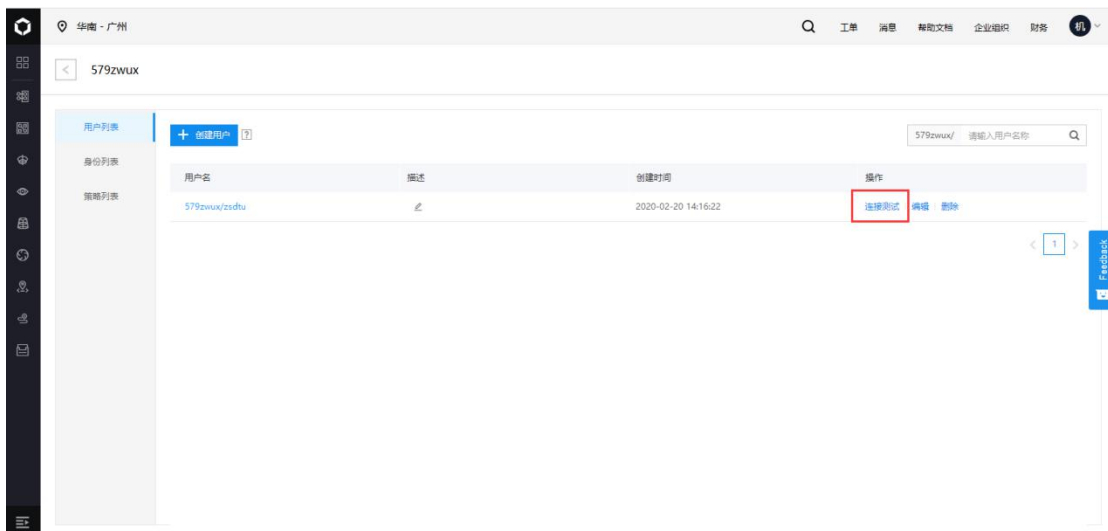 华南 - 广州
工单 消息 帮助文档 企业组织 财务 机
579zwux
用户列表
身份列表
策略列表
创建用户 ?
579zwux/ 请输入用户名称
用户名 描述 创建时间 操作
579zwux/zsdtu 2020-02-20 14:16:22 连接测试 编辑 删除
< 1 >
Feedback